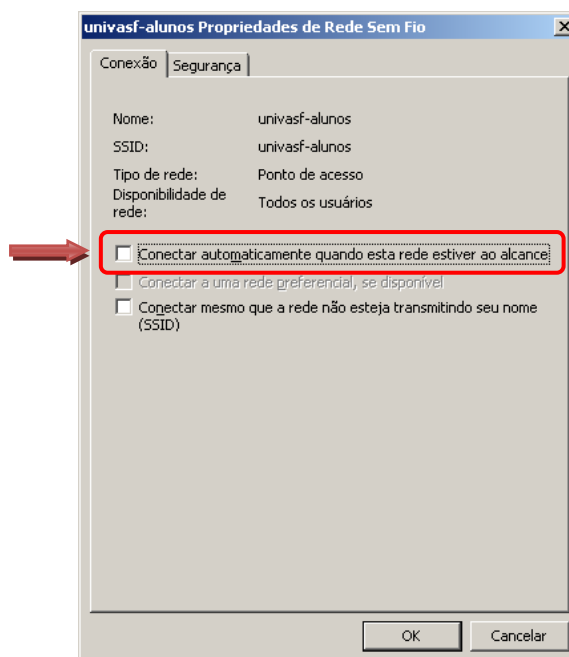 univasf-alunos Propriedades de Rede Sem Fio
Conexão Segurança
Nome: univasf-alunos
SSID: univasf-alunos
Tipo de rede: Ponto de acesso
Disponibilidade de
rede: Todos os usuários
Conectar automaticamente quando esta rede estiver ao alcance
Conectar a uma rede preferencial, se disponível
Conectar mesmo que a rede não esteja transmitindo seu nome
(SSID)
OK Cancelar